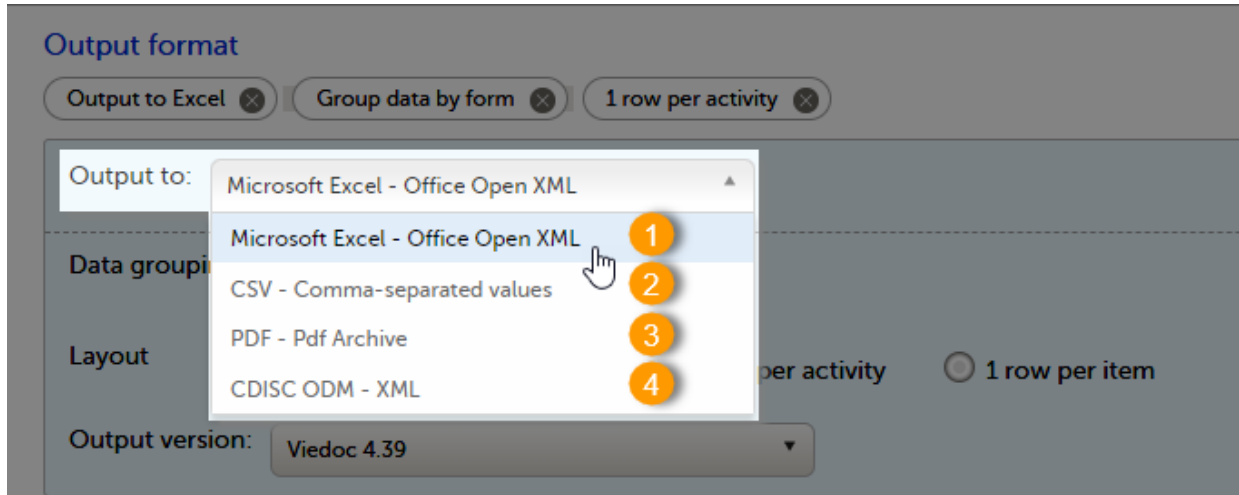 Output format
Output to Excel Group data by form 1 row per activity
Output to: Microsoft Excel - Office Open XML
Microsoft Excel - Office Open XML 1
Data groupi
CSV - Comma-separated values 2
PDF - Pdf Archive 3
Layout per activity 1 row per item
CDISC ODM - XML 4
Output version: Viedoc 4.39